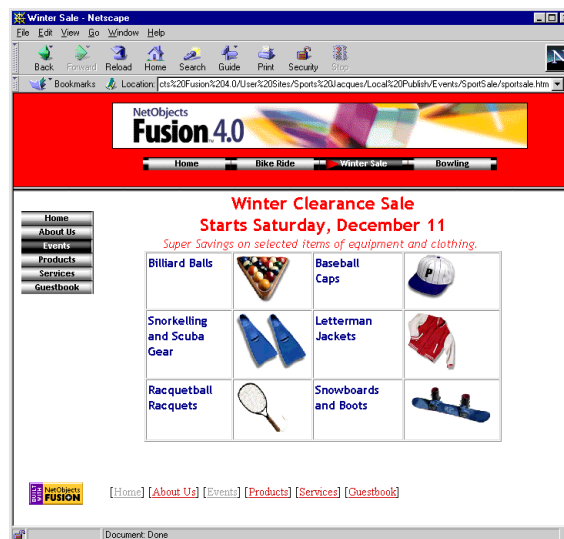 Winter Sale - Netscape
File Edit View Go Window Help
Back Forward Reload Home Search Guide Print Security Stop
Bookmarks Location: cts%20Fusion%204.0/User%20Sites/Sports%20Jacques/Local%20Publish/Events/SportSale/sportsale.htm
NetObjects
Fusion 4.0
Home Bike Ride Winter Sale Bowling
Winter Clearance Sale
Starts Saturday, December 11
Super Savings on selected items of equipment and clothing.
Home
About Us
Events
Products
Services
Guestbook
Billiard Balls
Baseball
Caps
P
Snorkelling
and Scuba
Gear
Letterman
Jackets
Racquetball
Racquets
Snowboards
and Boots
BUILT WITH
NetObjects
FUSION
[Home] [About Us] [Events] [Products] [Services] [Guestbook]
Document: Done